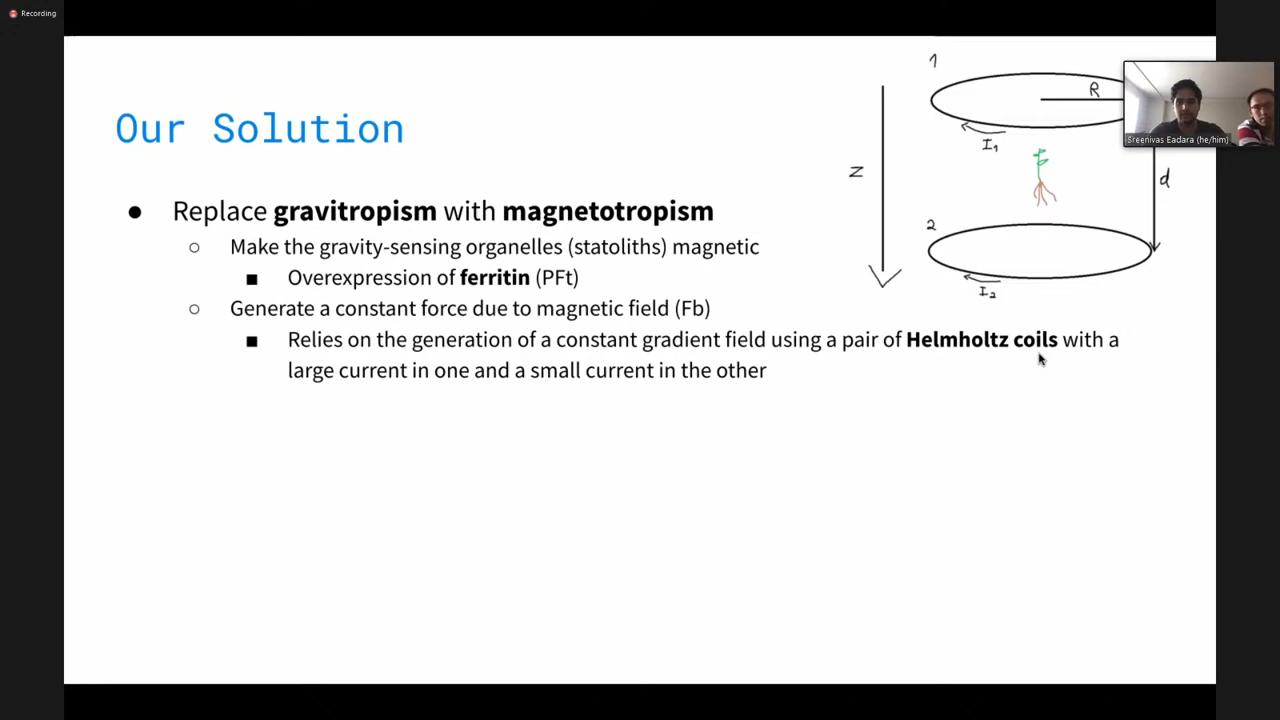 Recording
Our Solution
● Replace gravitropism with magnetotropism
○ Make the gravity-sensing organelles (statoliths) magnetic
■ Overexpression of ferritin (PFt)
○ Generate a constant force due to magnetic field (Fb)
■ Relies on the generation of a constant gradient field using a pair of Helmholtz coils with a
large current in one and a small current in the other
1
R
I₁
z
d
2
I₂
Sreenivas Eadara (he/him)